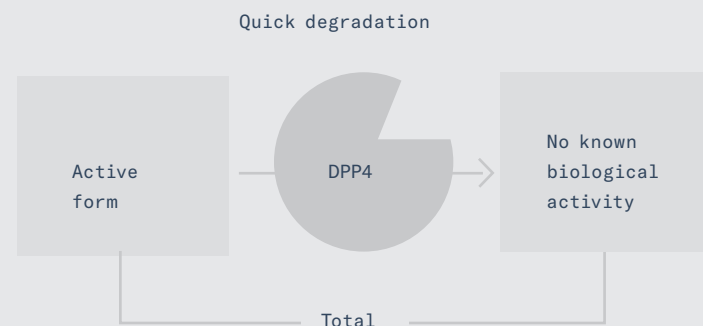 Quick degradation
Active
form
DPP4
No known
biological
activity
Total